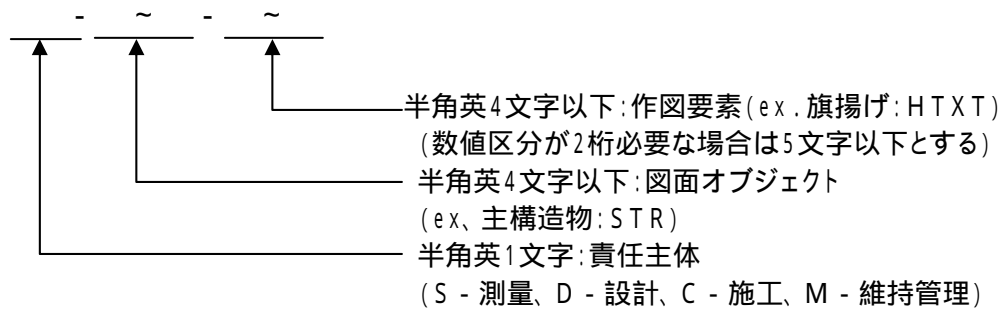 - ~ - ~
半角英4文字以下:作図要素(ex.旗揚げ:HTXT)
(数値区分が2桁必要な場合は5文字以下とする)
半角英4文字以下:図面オブジェクト
(ex、主構造物:STR)
半角英1文字:責任主体
(S-測量、D-設計、C-施工、M-維持管理)